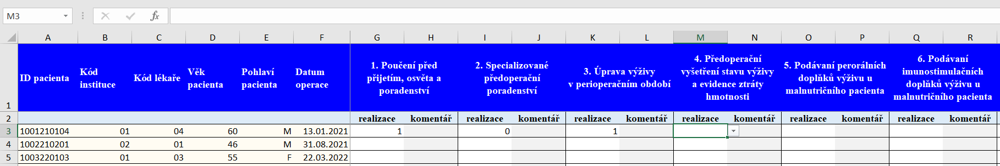 M3 fx
A B C D E F G H I J K L M N O P Q R
1 ID pacienta
Kód
instituce
Kód lékaře
Věk
pacienta
Pohlaví
pacienta
Datum
operace
1. Poučení před
přijetím, osvěta a
poradenství
2. Specializované
předoperační
poradenství
3. Úprava výživy
v perioperačním období
4. Předoperační
vyšetření stavu výživy
a evidence ztráty
hmotnosti
5. Podávaní perorálních
doplňků výživu u
malnutričního pacienta
6. Podávaní
imunostimulačních
doplňků výživu u
malnutričního pacienta
2 realizace komentář realizace komentář realizace komentář realizace komentář realizace komentář realizace komentář
3 1001210104 01 04 60 M 13.01.2021 1 0 1
4 1002210201 02 01 46 M 31.08.2021
5 1003220103 01 03 55 F 22.03.2022